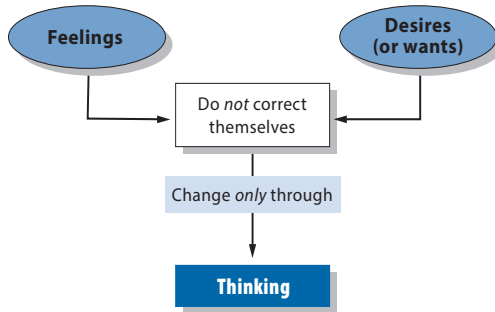 Feelings
Desires
(or wants)
Do not correct
themselves
Change only through
Thinking